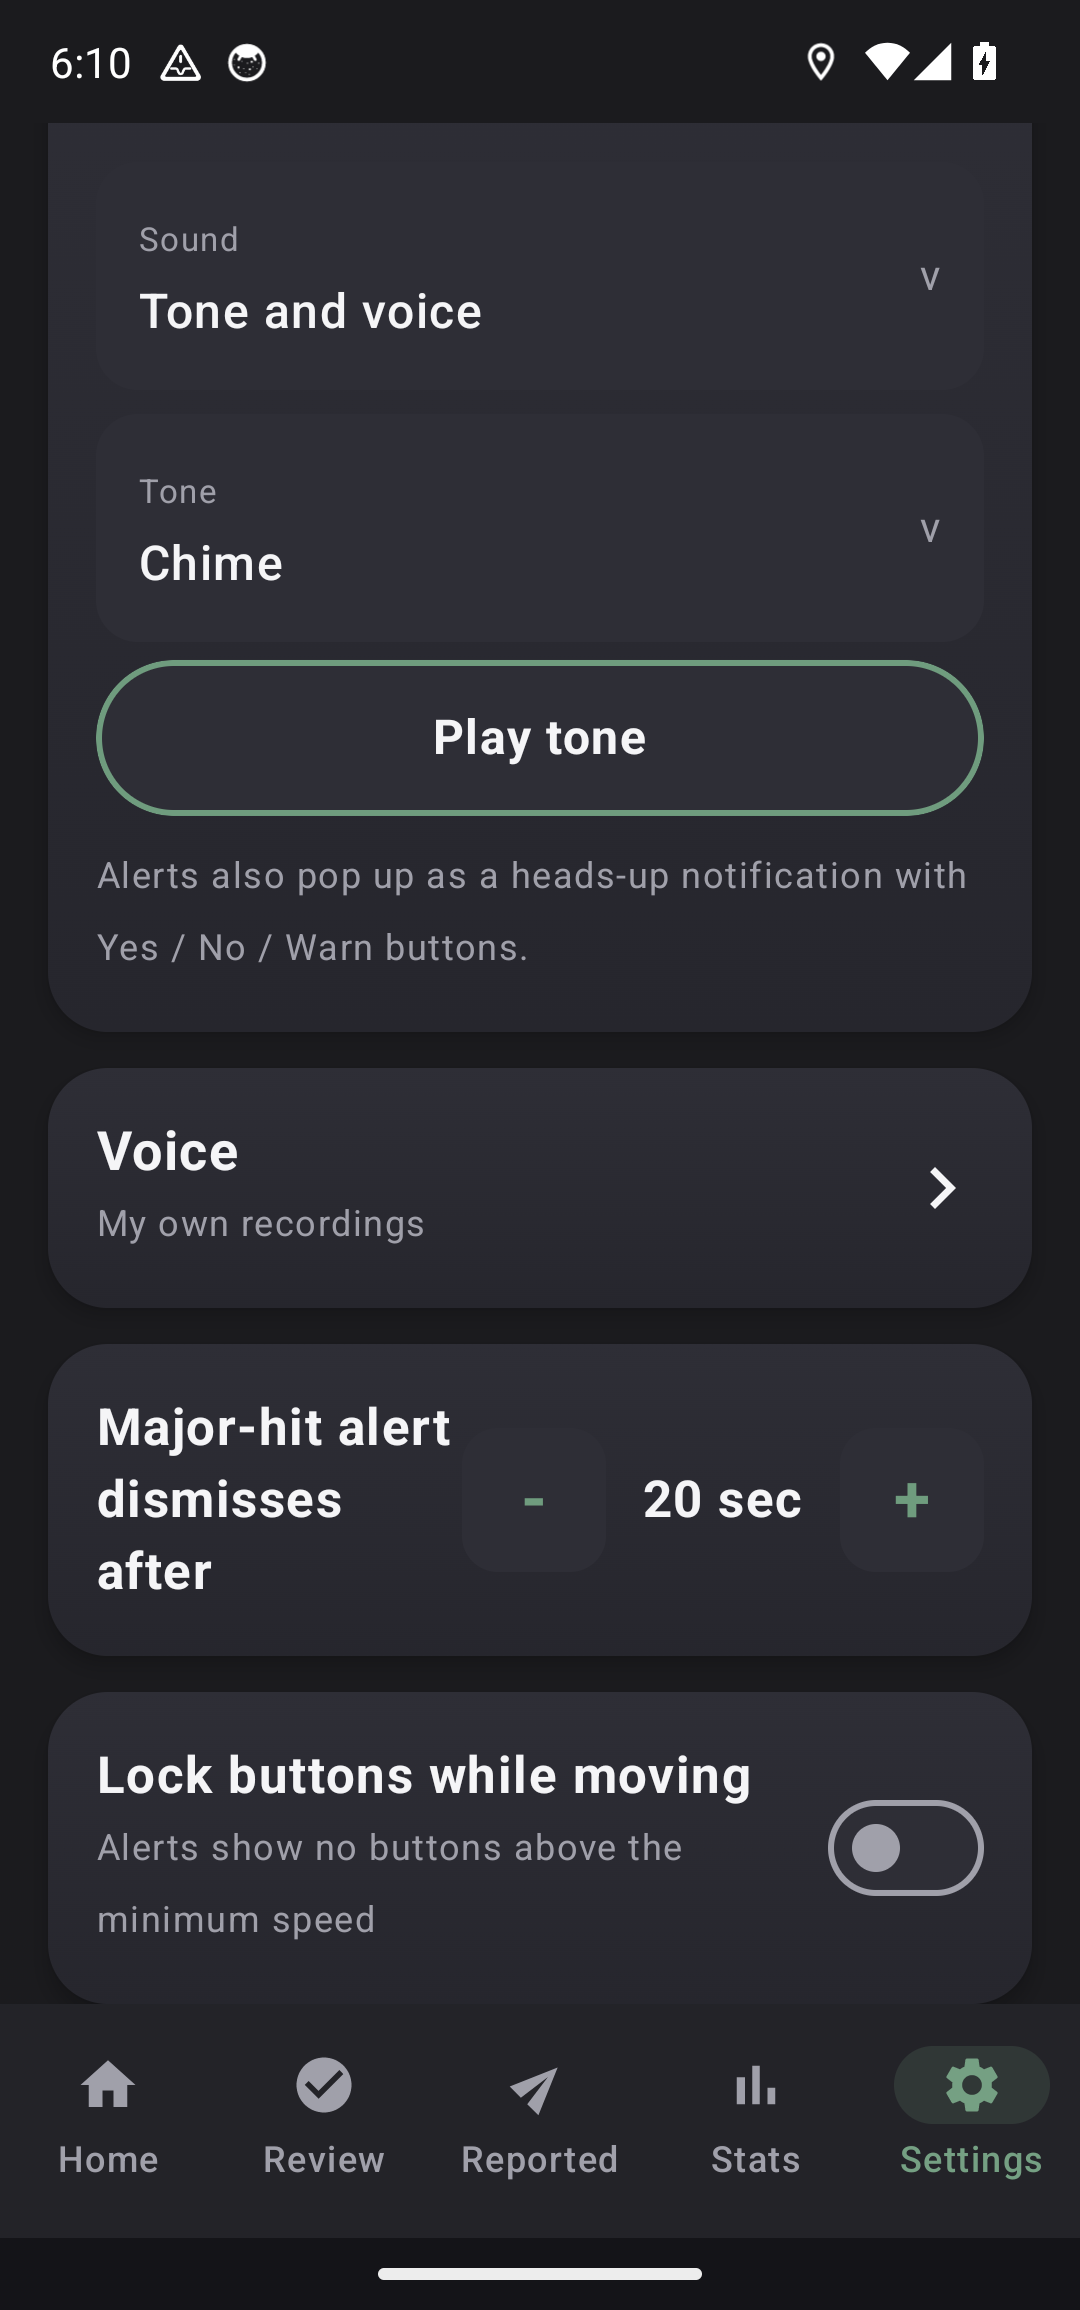 6:10
Sound
Tone and voice
v
Tone
Chime
v
Play tone
Alerts also pop up as a heads-up notification with
Yes / No / Warn buttons.
Voice
My own recordings
Major-hit alert
dismisses
after
- 20 sec +
Lock buttons while moving
Alerts show no buttons above the
minimum speed
Home Review Reported Stats Settings